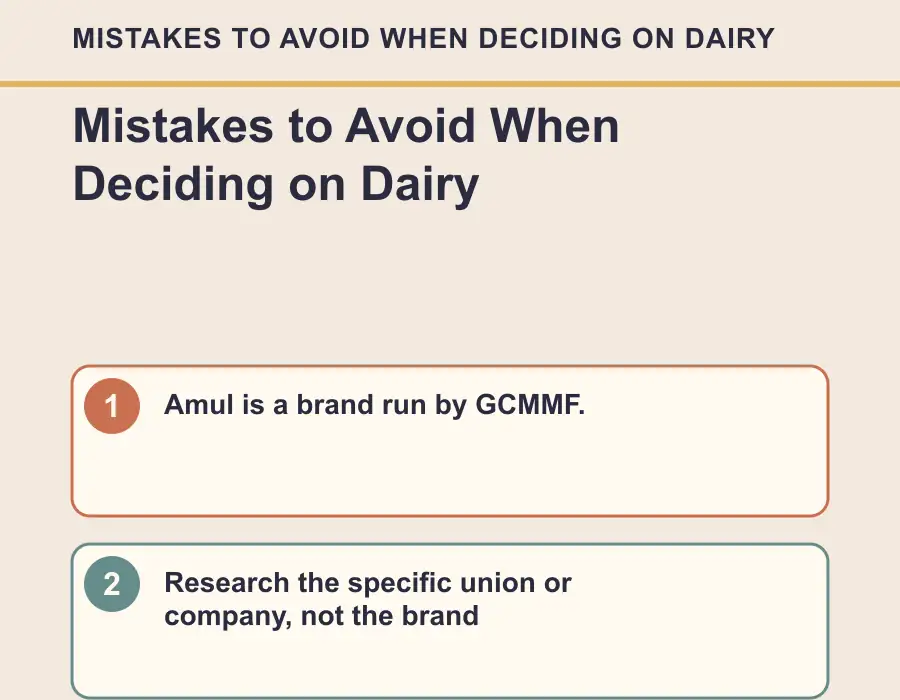 MISTAKES TO AVOID WHEN DECIDING ON DAIRY
Mistakes to Avoid When
Deciding on Dairy
1
Amul is a brand run by GCMMF.
2
Research the specific union or
company, not the brand